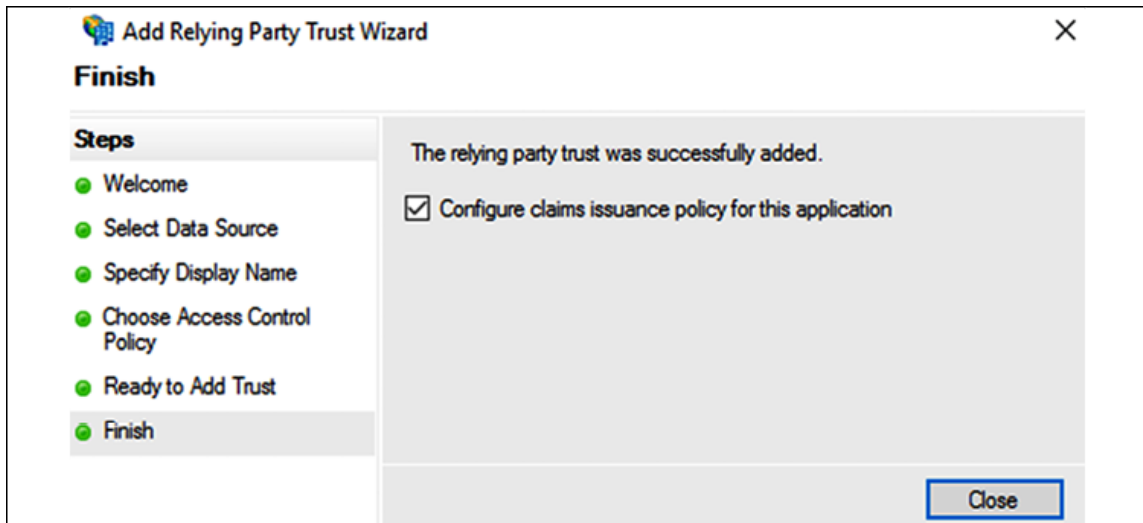 Add Relying Party Trust Wizard
Finish
Steps
Welcome
Select Data Source
Specify Display Name
Choose Access Control
Policy
Ready to Add Trust
Finish
The relying party trust was successfully added.
Configure claims issuance policy for this application
Close